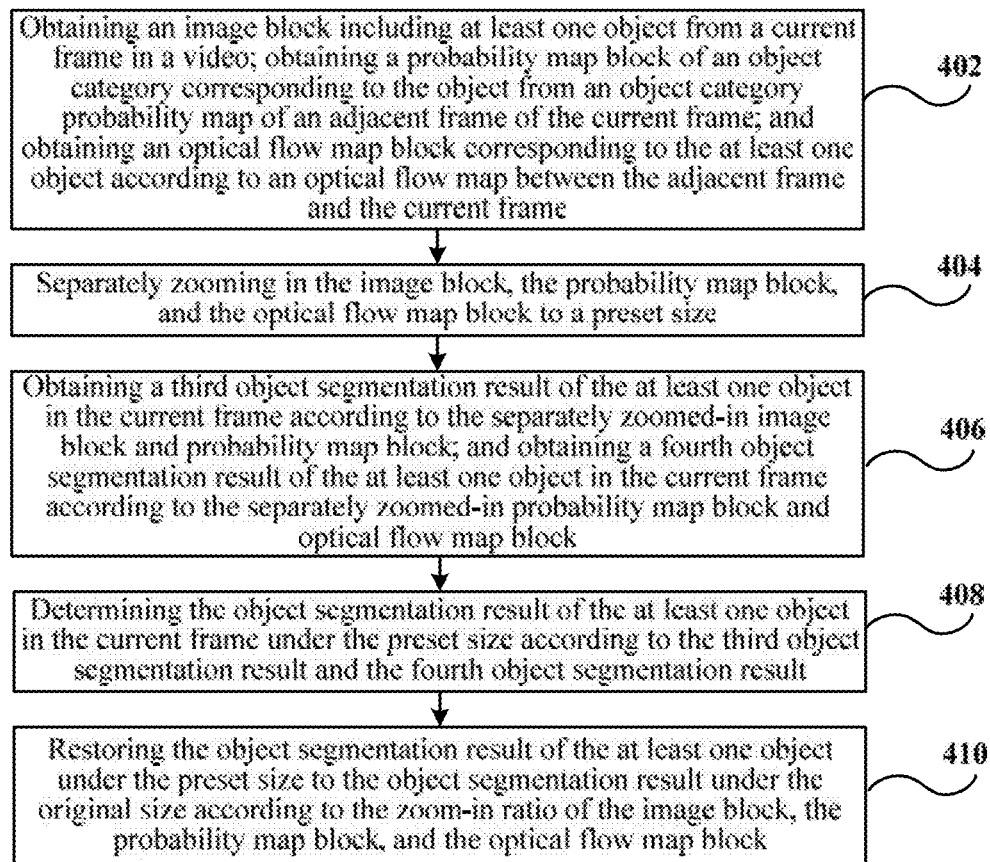 Obtaining an image block including at least one object from a current
frame in a video; obtaining a probability map block of an object
category corresponding to the object from an object category
probability map of an adjacent frame of the current frame; and
obtaining an optical flow map block corresponding to the at least one
object according to an optical flow map between the adjacent frame
and the current frame
402
Separately zooming in the image block, the probability map block,
and the optical flow map block to a preset size
404
Obtaining a third object segmentation result of the at least one object
in the current frame according to the separately zoomed-in image
block and probability map block; and obtaining a fourth object
segmentation result of the at least one object in the current frame
according to the separately zoomed-in probability map block and
optical flow map block
406
Determining the object segmentation result of the at least one object
in the current frame under the preset size according to the third object
segmentation result and the fourth object segmentation result
408
Restoring the object segmentation result of the at least one object
under the preset size to the object segmentation result under the
original size according to the zoom-in ratio of the image block, the
probability map block, and the optical flow map block
410